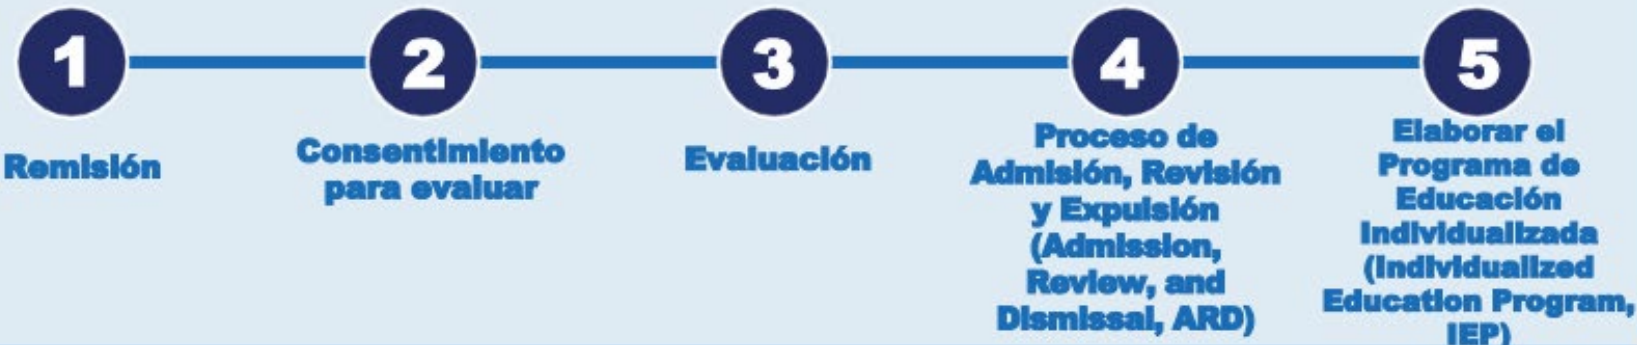 1
Remisión
2
Consentimiento
para evaluar
3
Evaluación
4
Proceso de
Admisión, Revisión
y Expulsión
(Admission,
Review, and
Dismissal, ARD)
5
Elaborar el
Programa de
Educación
Individualizada
(Individualized
Education Program,
IEP)